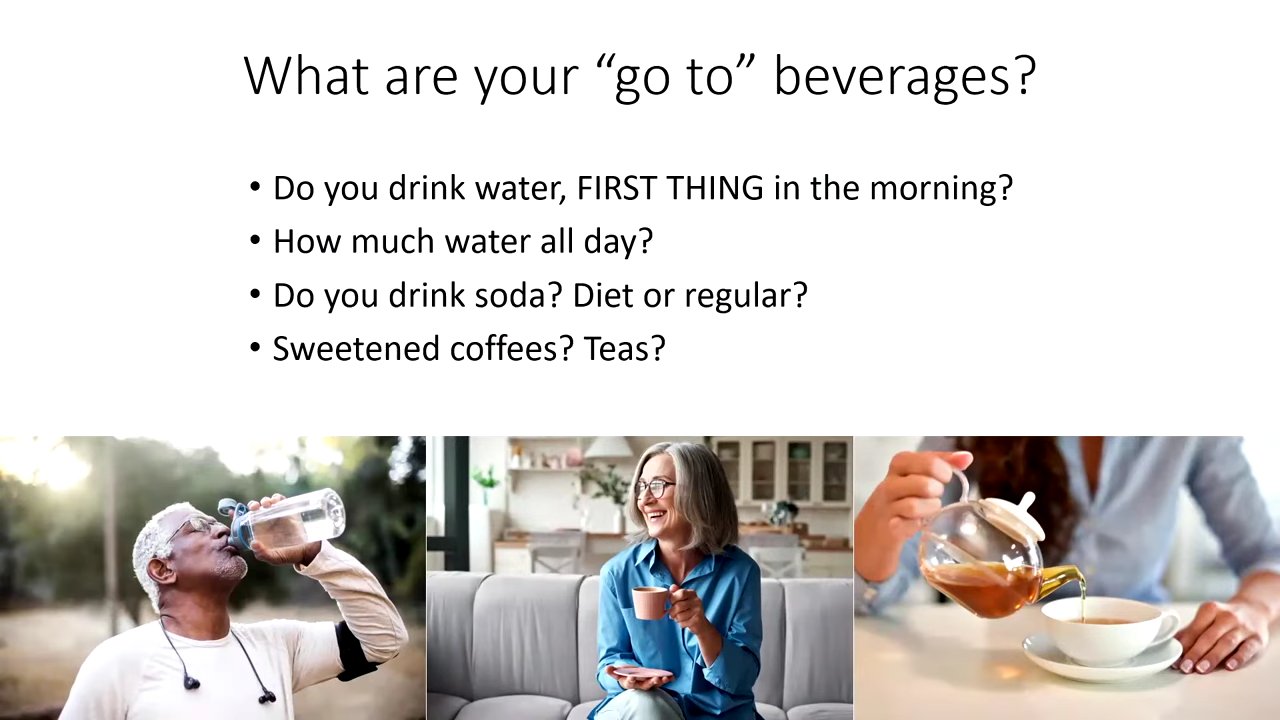 What are your “go to” beverages?
• Do you drink water, FIRST THING in the morning?
• How much water all day?
• Do you drink soda? Diet or regular?
• Sweetened coffees? Teas?